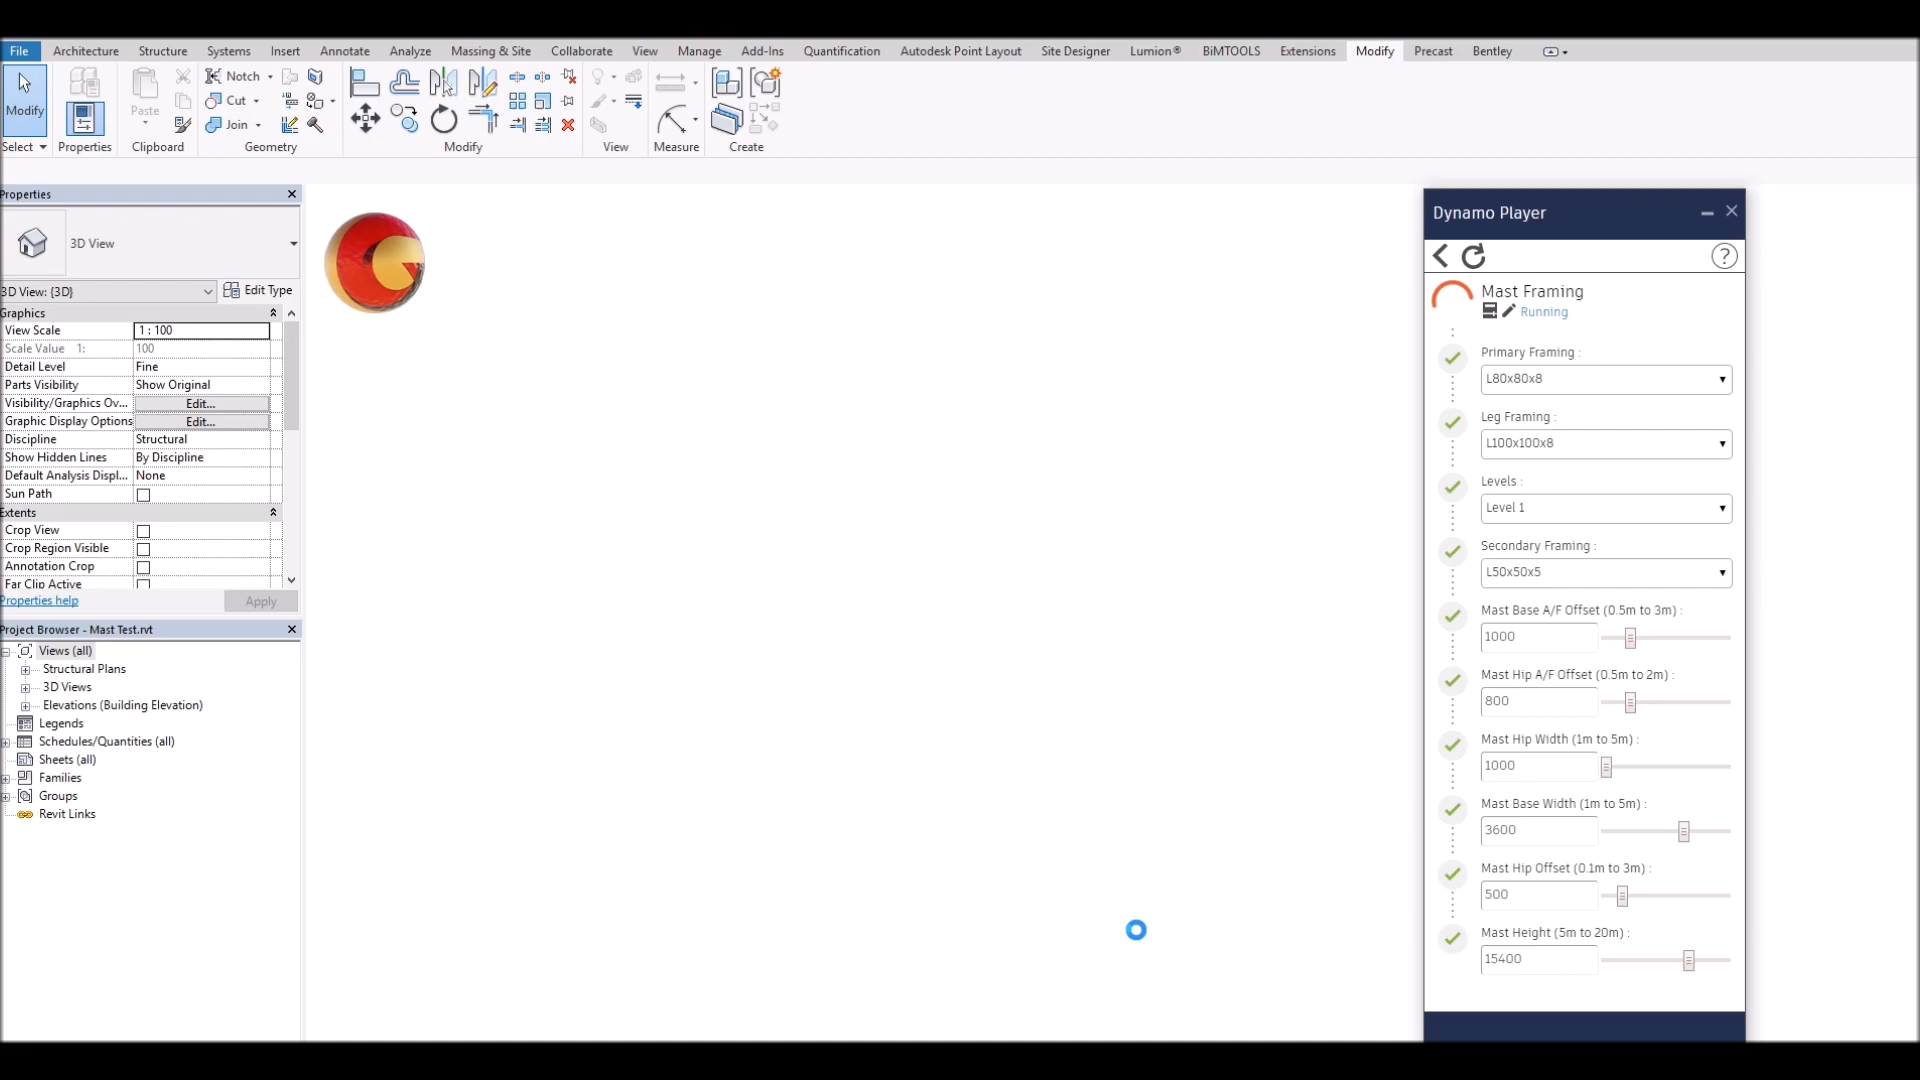 File Architecture Structure Systems Insert Annotate Analyze Massing & Site Collaborate View Manage Add-Ins Quantification Autodesk Point Layout Site Designer Lumion® BiMTOOLS Extensions Modify Precast Bentley
Modify
Paste
Notch
Cut
Join
Select Properties Clipboard Geometry Modify View Measure Create
Properties
3D View
3D View: {3D} Edit Type
Graphics
View Scale 1 : 100
Scale Value 1: 100
Detail Level Fine
Parts Visibility Show Original
Visibility/Graphics Ov... Edit...
Graphic Display Options Edit...
Discipline Structural
Show Hidden Lines By Discipline
Default Analysis Displ... None
Sun Path
Extents
Crop View
Crop Region Visible
Annotation Crop
Far Clip Active
Properties help Apply
Project Browser - Mast Test.rvt
Views (all)
Structural Plans
3D Views
Elevations (Building Elevation)
Legends
Schedules/Quantities (all)
Sheets (all)
Families
Groups
Revit Links
Dynamo Player
?
Mast Framing
Running
Primary Framing :
L80x80x8
Leg Framing :
L100x100x8
Levels :
Level 1
Secondary Framing :
L50x50x5
Mast Base A/F Offset (0.5m to 3m) :
1000
Mast Hip A/F Offset (0.5m to 2m) :
800
Mast Hip Width (1m to 5m) :
1000
Mast Base Width (1m to 5m) :
3600
Mast Hip Offset (0.1m to 3m) :
500
Mast Height (5m to 20m) :
15400